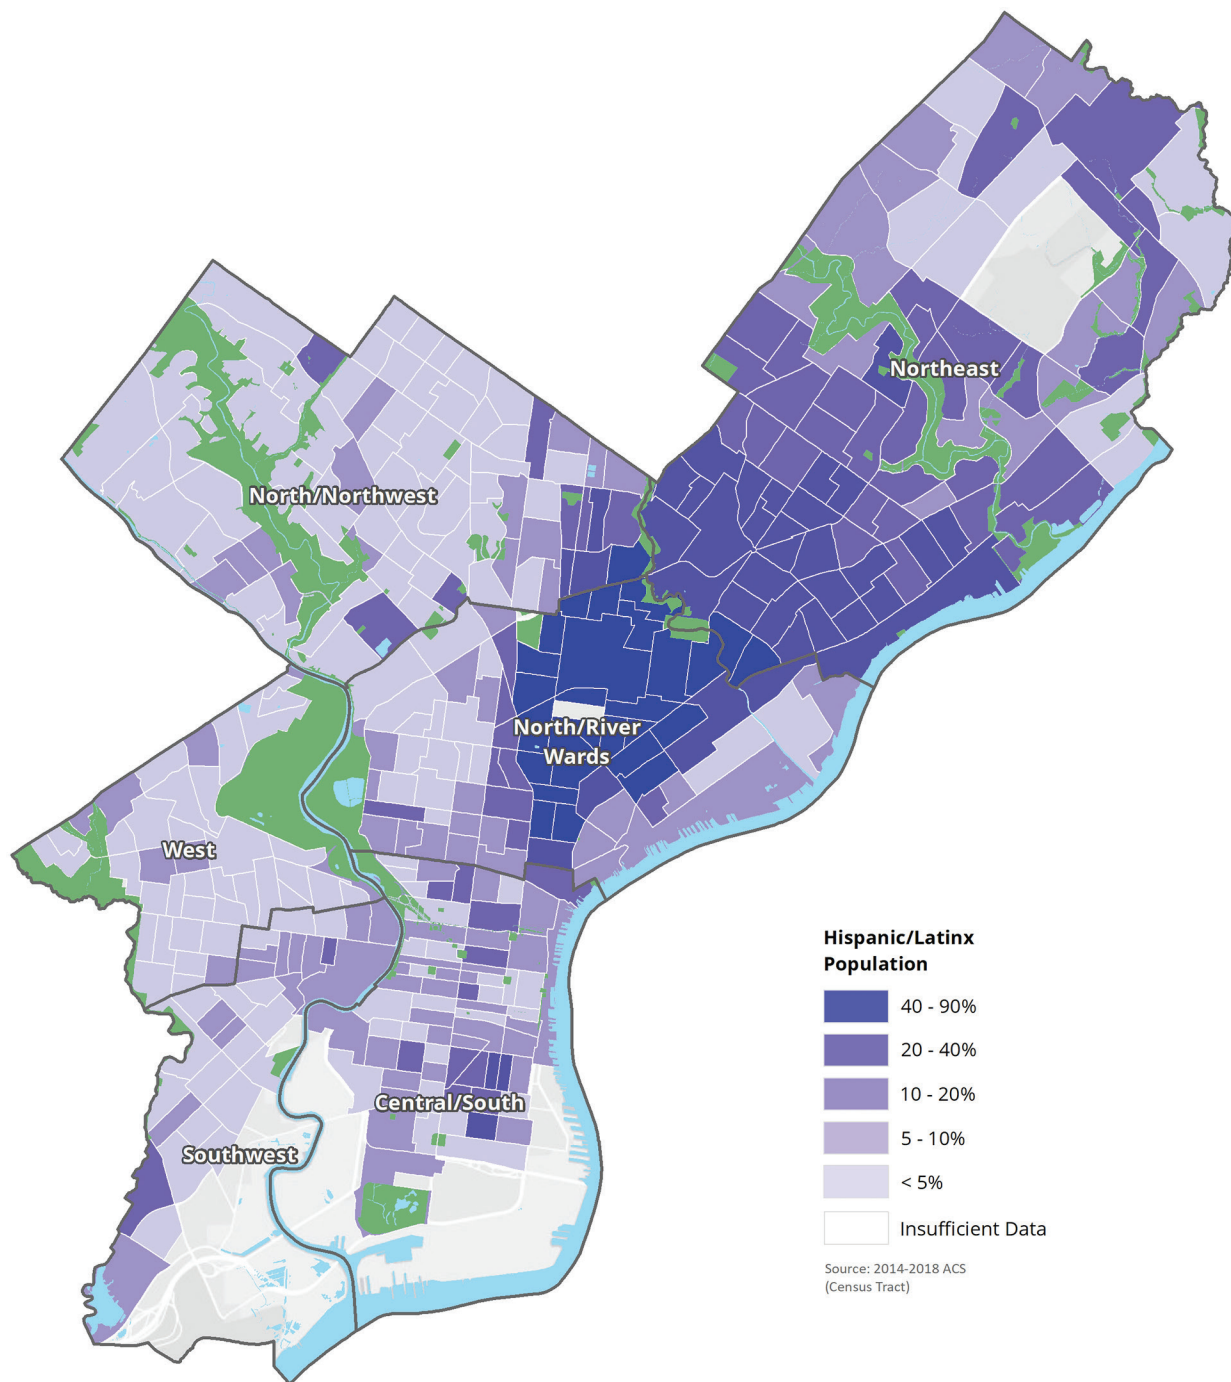 Northeast
North/Northwest
North/River
Wards
West
Central/South
Southwest
Hispanic/Latinx
Population
40 - 90%
20 - 40%
10 - 20%
5 - 10%
< 5%
Insufficient Data
Source: 2014-2018 ACS
(Census Tract)